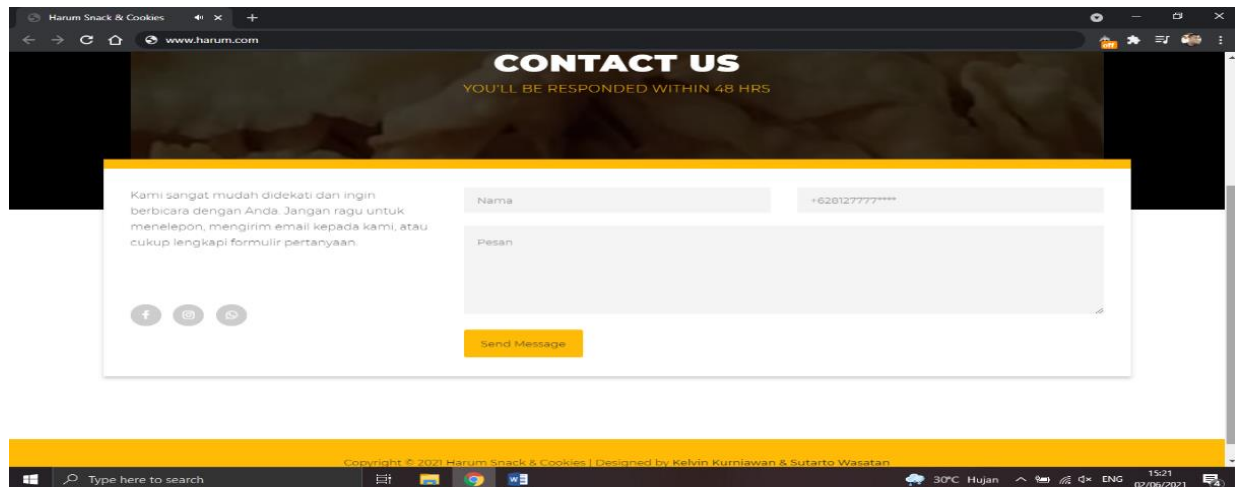 Harum Snack & Cookies
www.harum.com
off
CONTACT US
YOU'LL BE RESPONDED WITHIN 48 HRS
Kami sangat mudah didekati dan ingin
berbicara dengan Anda. Jangan ragu untuk
menelepon, mengirim email kepada kami, atau
cukup lengkapi formulir pertanyaan.
Nama
+628127777****
Pesan
Send Message
Copyright © 2021 Harum Snack & Cookies | Designed by Kelvin Kurniawan & Sutarto Wasatan
Type here to search
30°C Hujan
ENG
15:21
02/06/2021
4